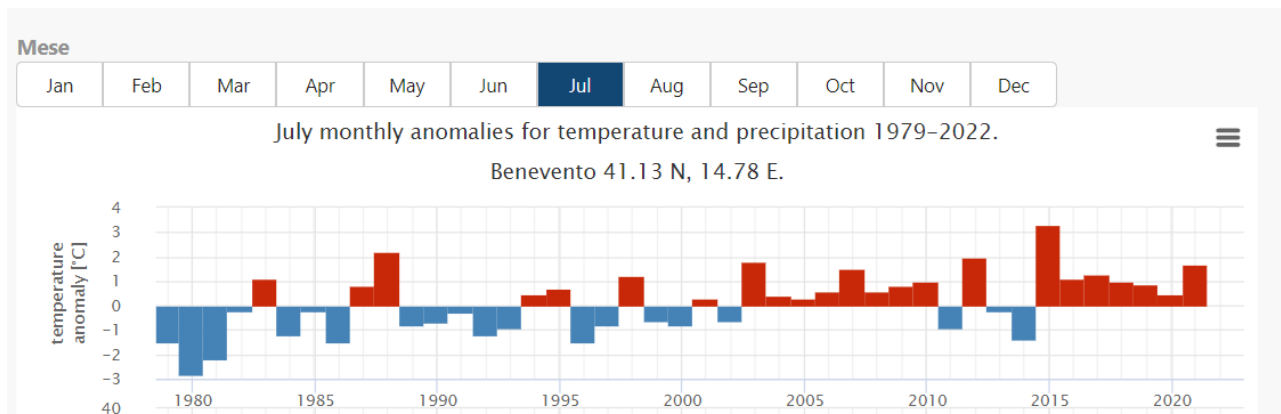 Mese
Jan Feb Mar Apr May Jun Jul Aug Sep Oct Nov Dec
July monthly anomalies for temperature and precipitation 1979–2022.
Benevento 41.13 N, 14.78 E.
temperature
anomaly [°C]
4
3
2
1
0
−1
−2
−3
1980 1985 1990 1995 2000 2005 2010 2015 2020
40